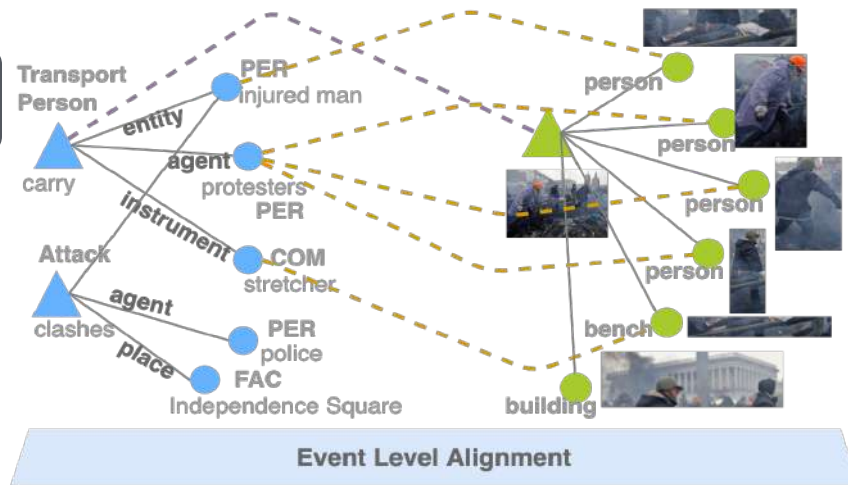 Transport
Person
PER
injured man
entity
carry
agent
protesters
PER
instrument
COM
stretcher
Attack
clashes
agent
PER
police
place
FAC
Independence Square
person
person
person
person
bench
building
Event Level Alignment